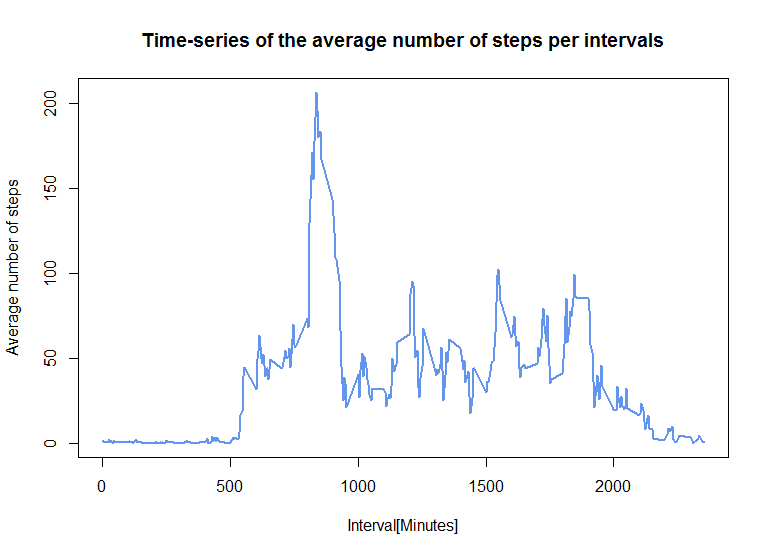 Time-series of the average number of steps per intervals
Average number of steps
200
150
100
50
0
0 500 1000 1500 2000
Interval[Minutes]